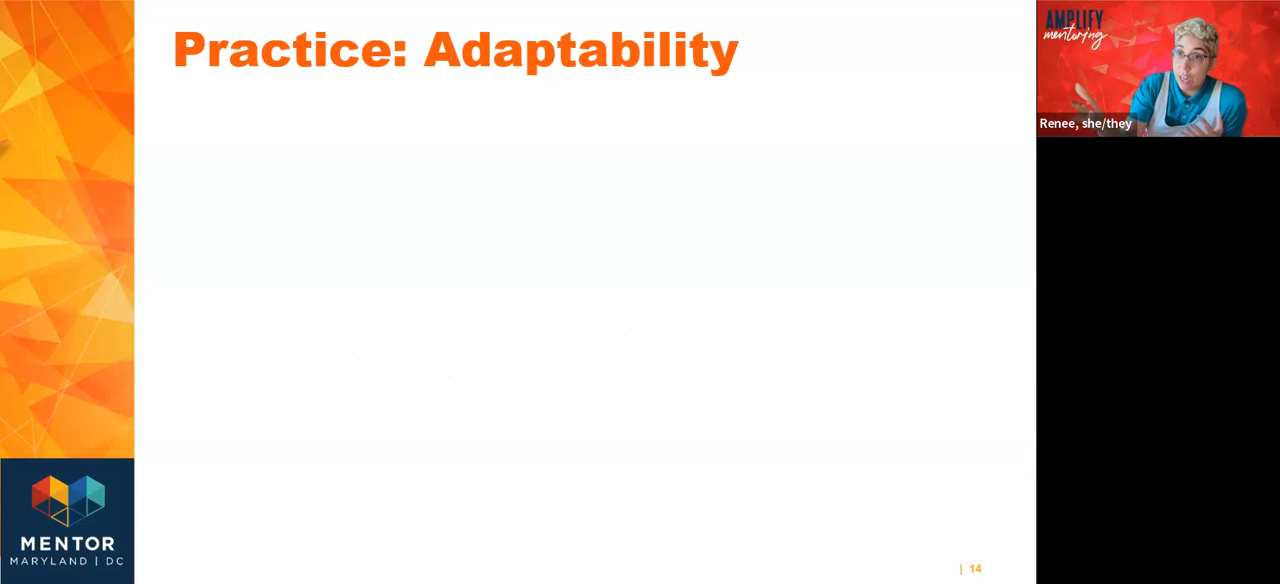 Practice: Adaptability
AMPLIFY
mentoring
Renee, she/they
MENTOR
MARYLAND | DC
| 14